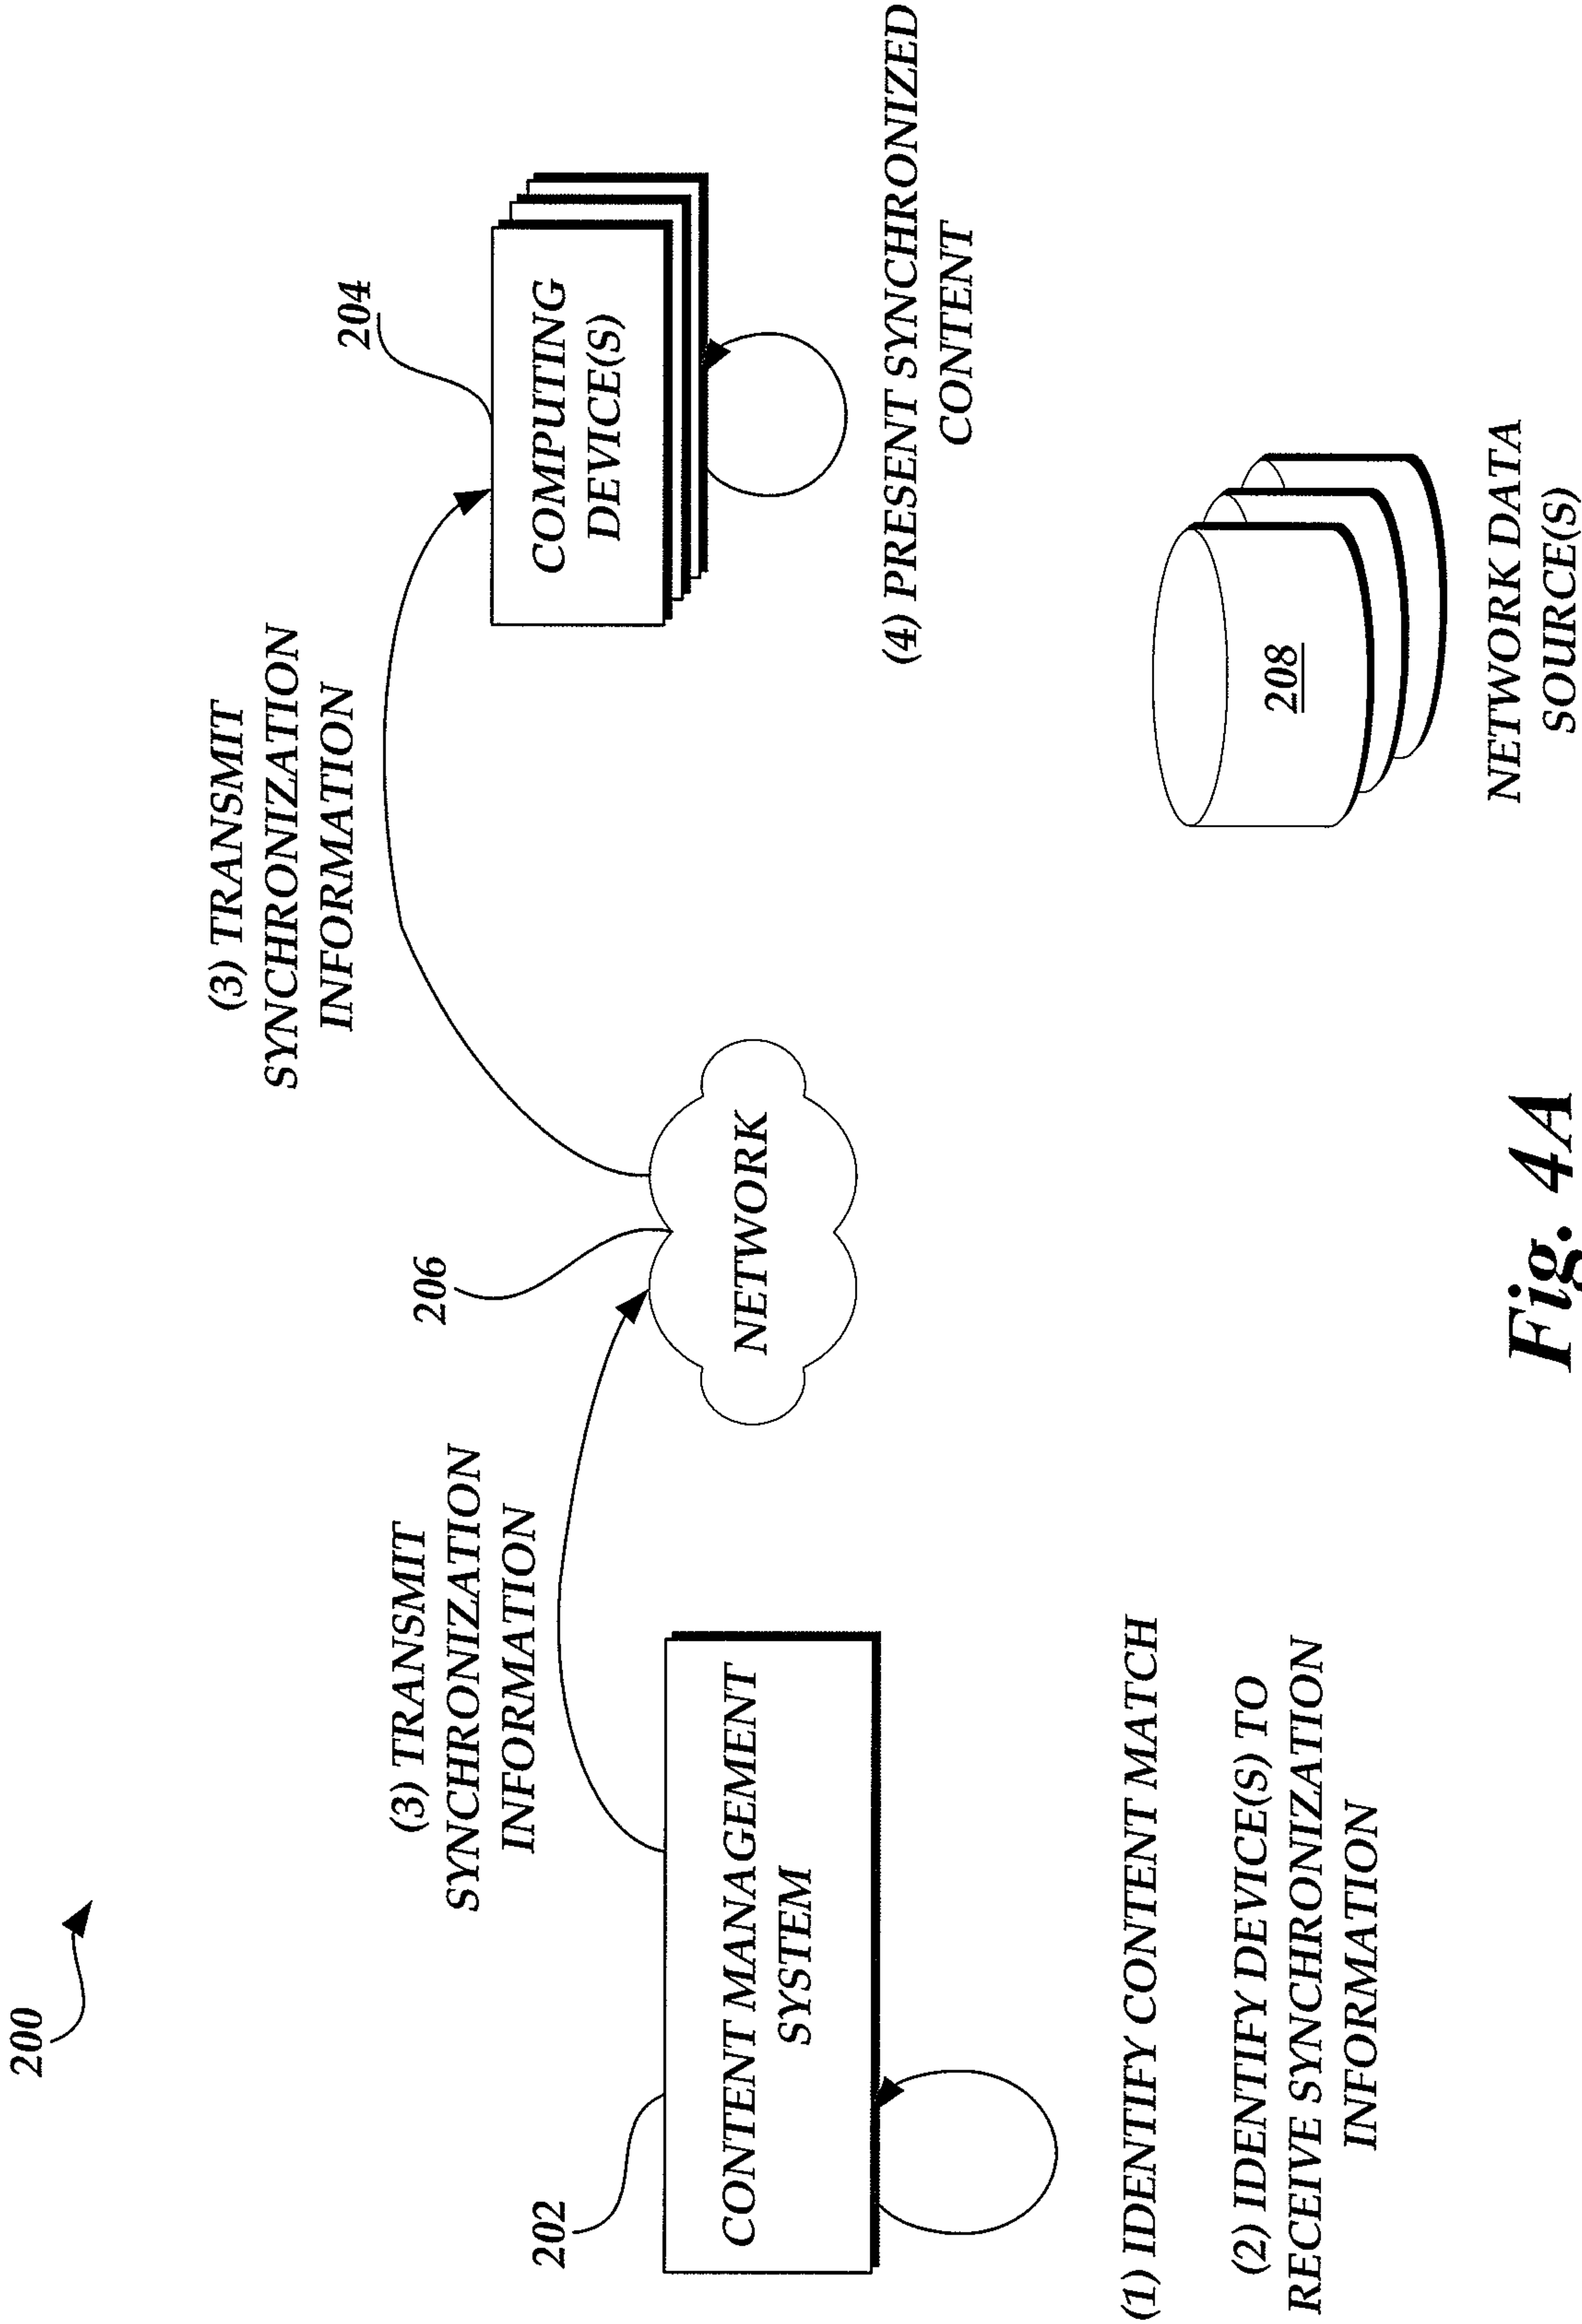 200
(3) TRANSMIT
SYNCHRONIZATION
INFORMATION
204
COMPUTING
DEVICE(S)
(3) TRANSMIT
SYNCHRONIZATION
INFORMATION
206
NETWORK
202
CONTENT MANAGEMENT
SYSTEM
(4) PRESENT SYNCHRONIZED
CONTENT
(1) IDENTIFY CONTENT MATCH
(2) IDENTIFY DEVICE(S) TO
RECEIVE SYNCHRONIZATION
INFORMATION
208
NETWORK DATA
SOURCE(S)
Fig. 4A